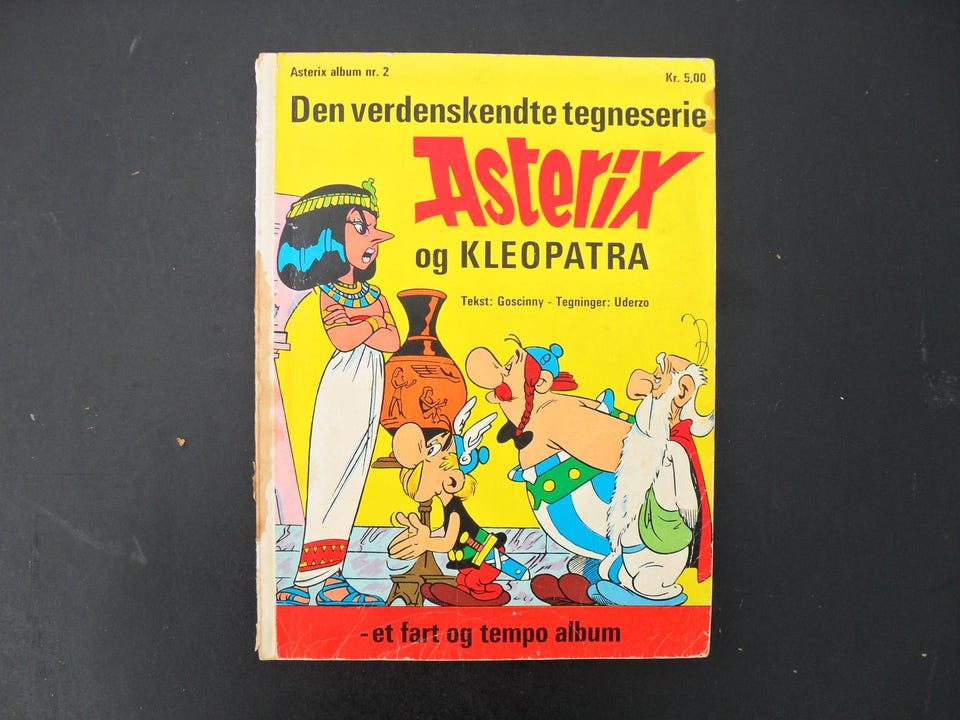 Asterix album nr. 2
Kr. 5,00
Den verdenskendte tegneserie
Asterix
og KLEOPATRA
Tekst: Goscinny - Tegninger: Uderzo
- et fart og tempo album